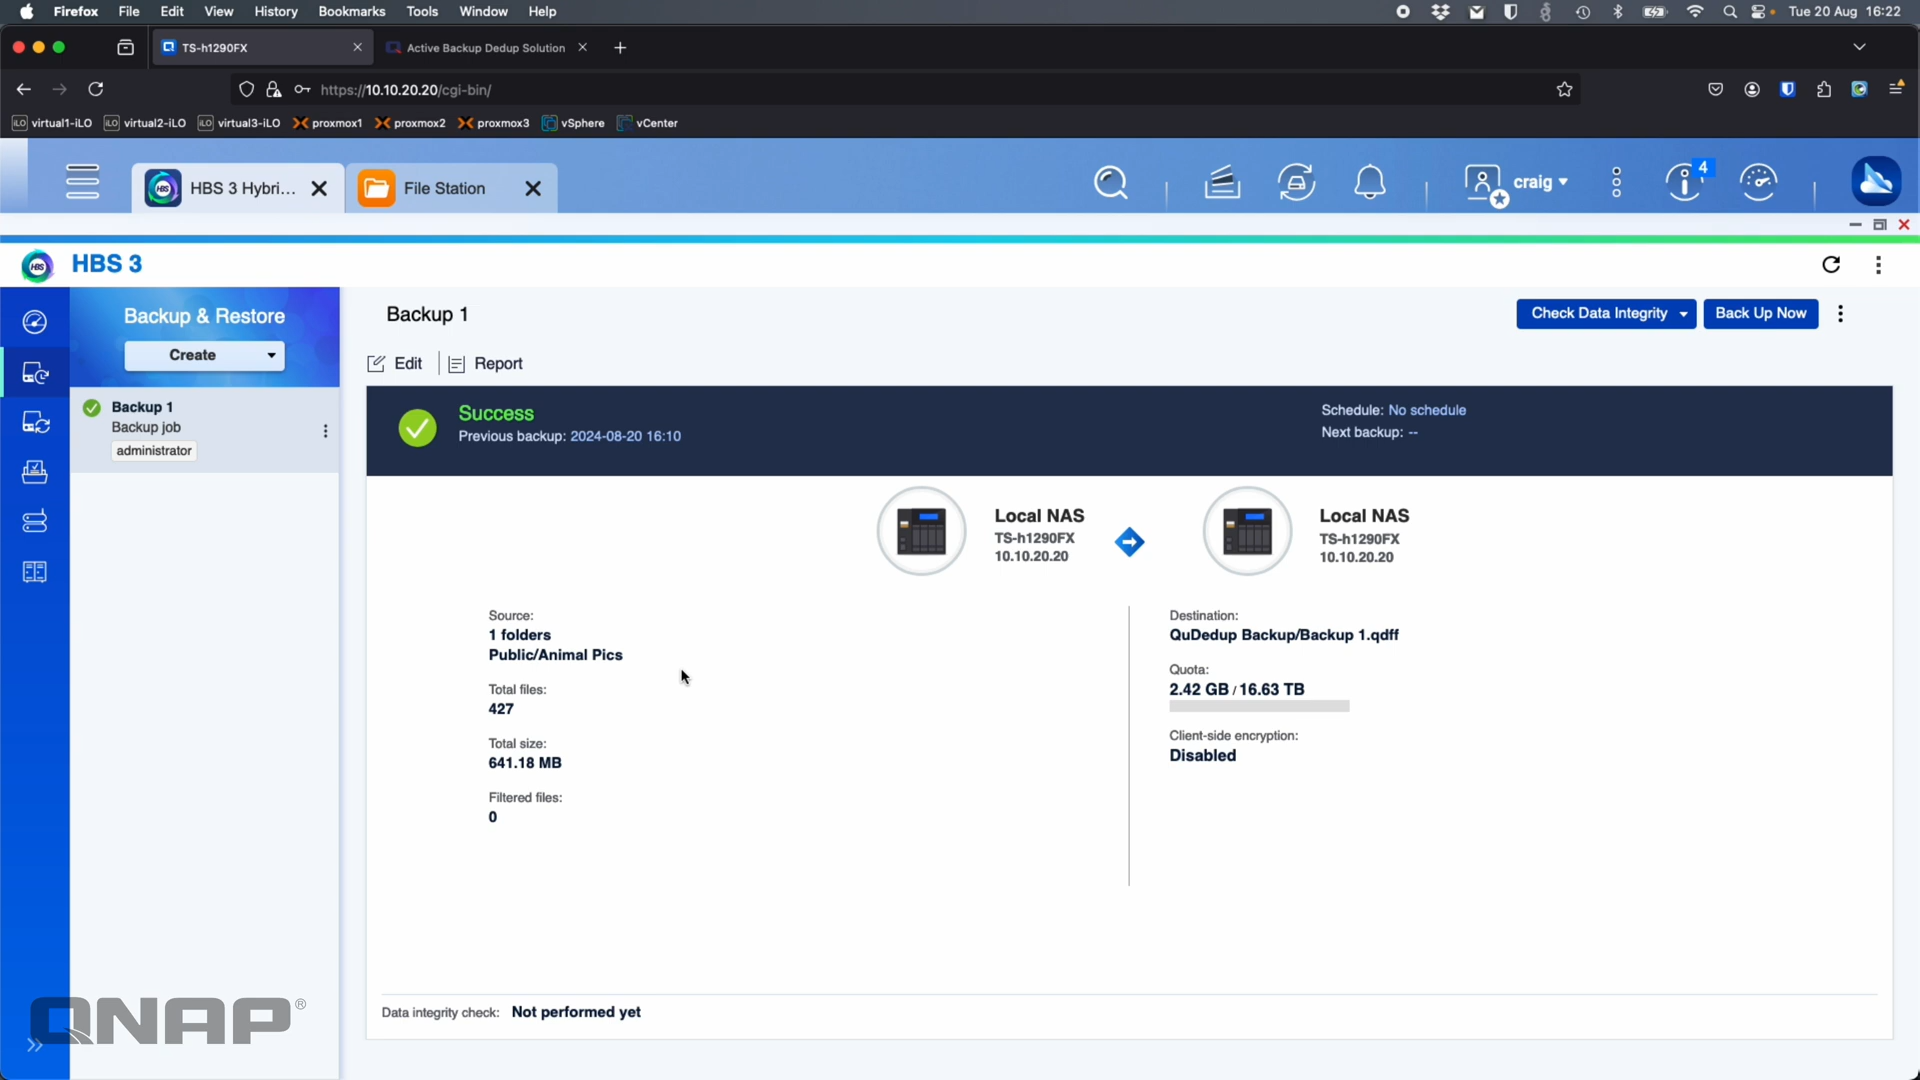 Firefox File Edit View History Bookmarks Tools Window Help Tue 20 Aug 16:22
TS-h1290FX Active Backup Dedup Solution
https://10.10.20.20/cgi-bin/
iLO virtual1-iLO iLO virtual2-iLO iLO virtual3-iLO proxmox1 proxmox2 proxmox3 vSphere vCenter
HBS HBS 3 Hybri... File Station craig 4
HBS HBS 3
Backup & Restore
Create
Backup 1
Backup job
administrator
Backup 1
Check Data Integrity Back Up Now
Edit Report
Success
Previous backup: 2024-08-20 16:10
Schedule: No schedule
Next backup: --
Local NAS
TS-h1290FX
10.10.20.20
Local NAS
TS-h1290FX
10.10.20.20
Source:
1 folders
Public/Animal Pics
Total files:
427
Total size:
641.18 MB
Filtered files:
0
Destination:
QuDedup Backup/Backup 1.qdff
Quota:
2.42 GB / 16.63 TB
Client-side encryption:
Disabled
Data integrity check: Not performed yet
QNAP®